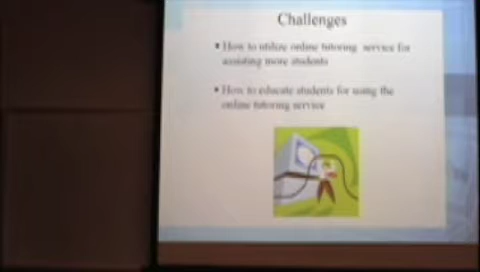 Challenges
• How to utilize online tutoring service for
assisting more students
• How to educate students for using the
online tutoring service